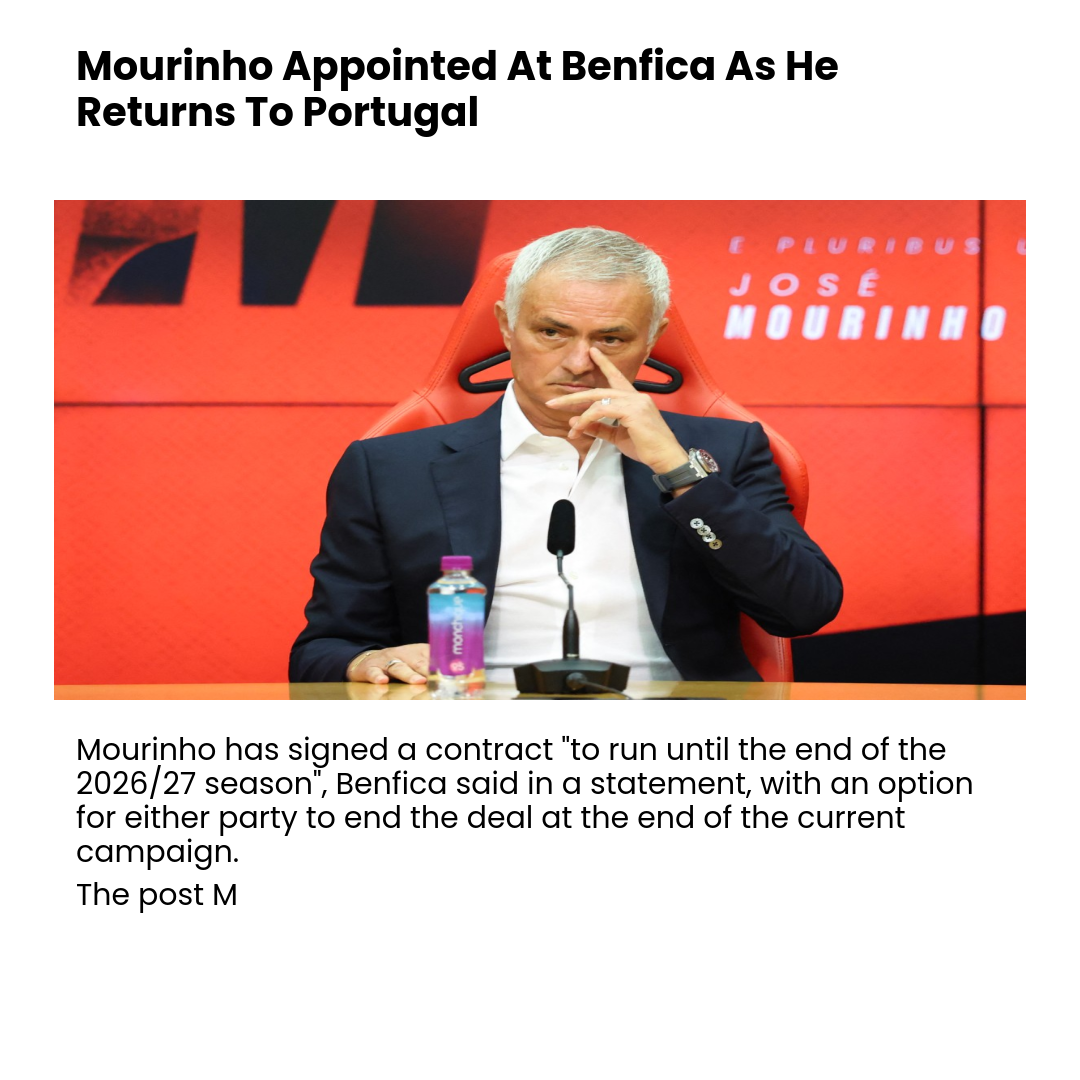 Mourinho Appointed At Benfica As He
Returns To Portugal
E PLURIBUS U
JOSÉ
MOURINHO
monchique
Mourinho has signed a contract "to run until the end of the
2026/27 season", Benfica said in a statement, with an option
for either party to end the deal at the end of the current
campaign.
The post M